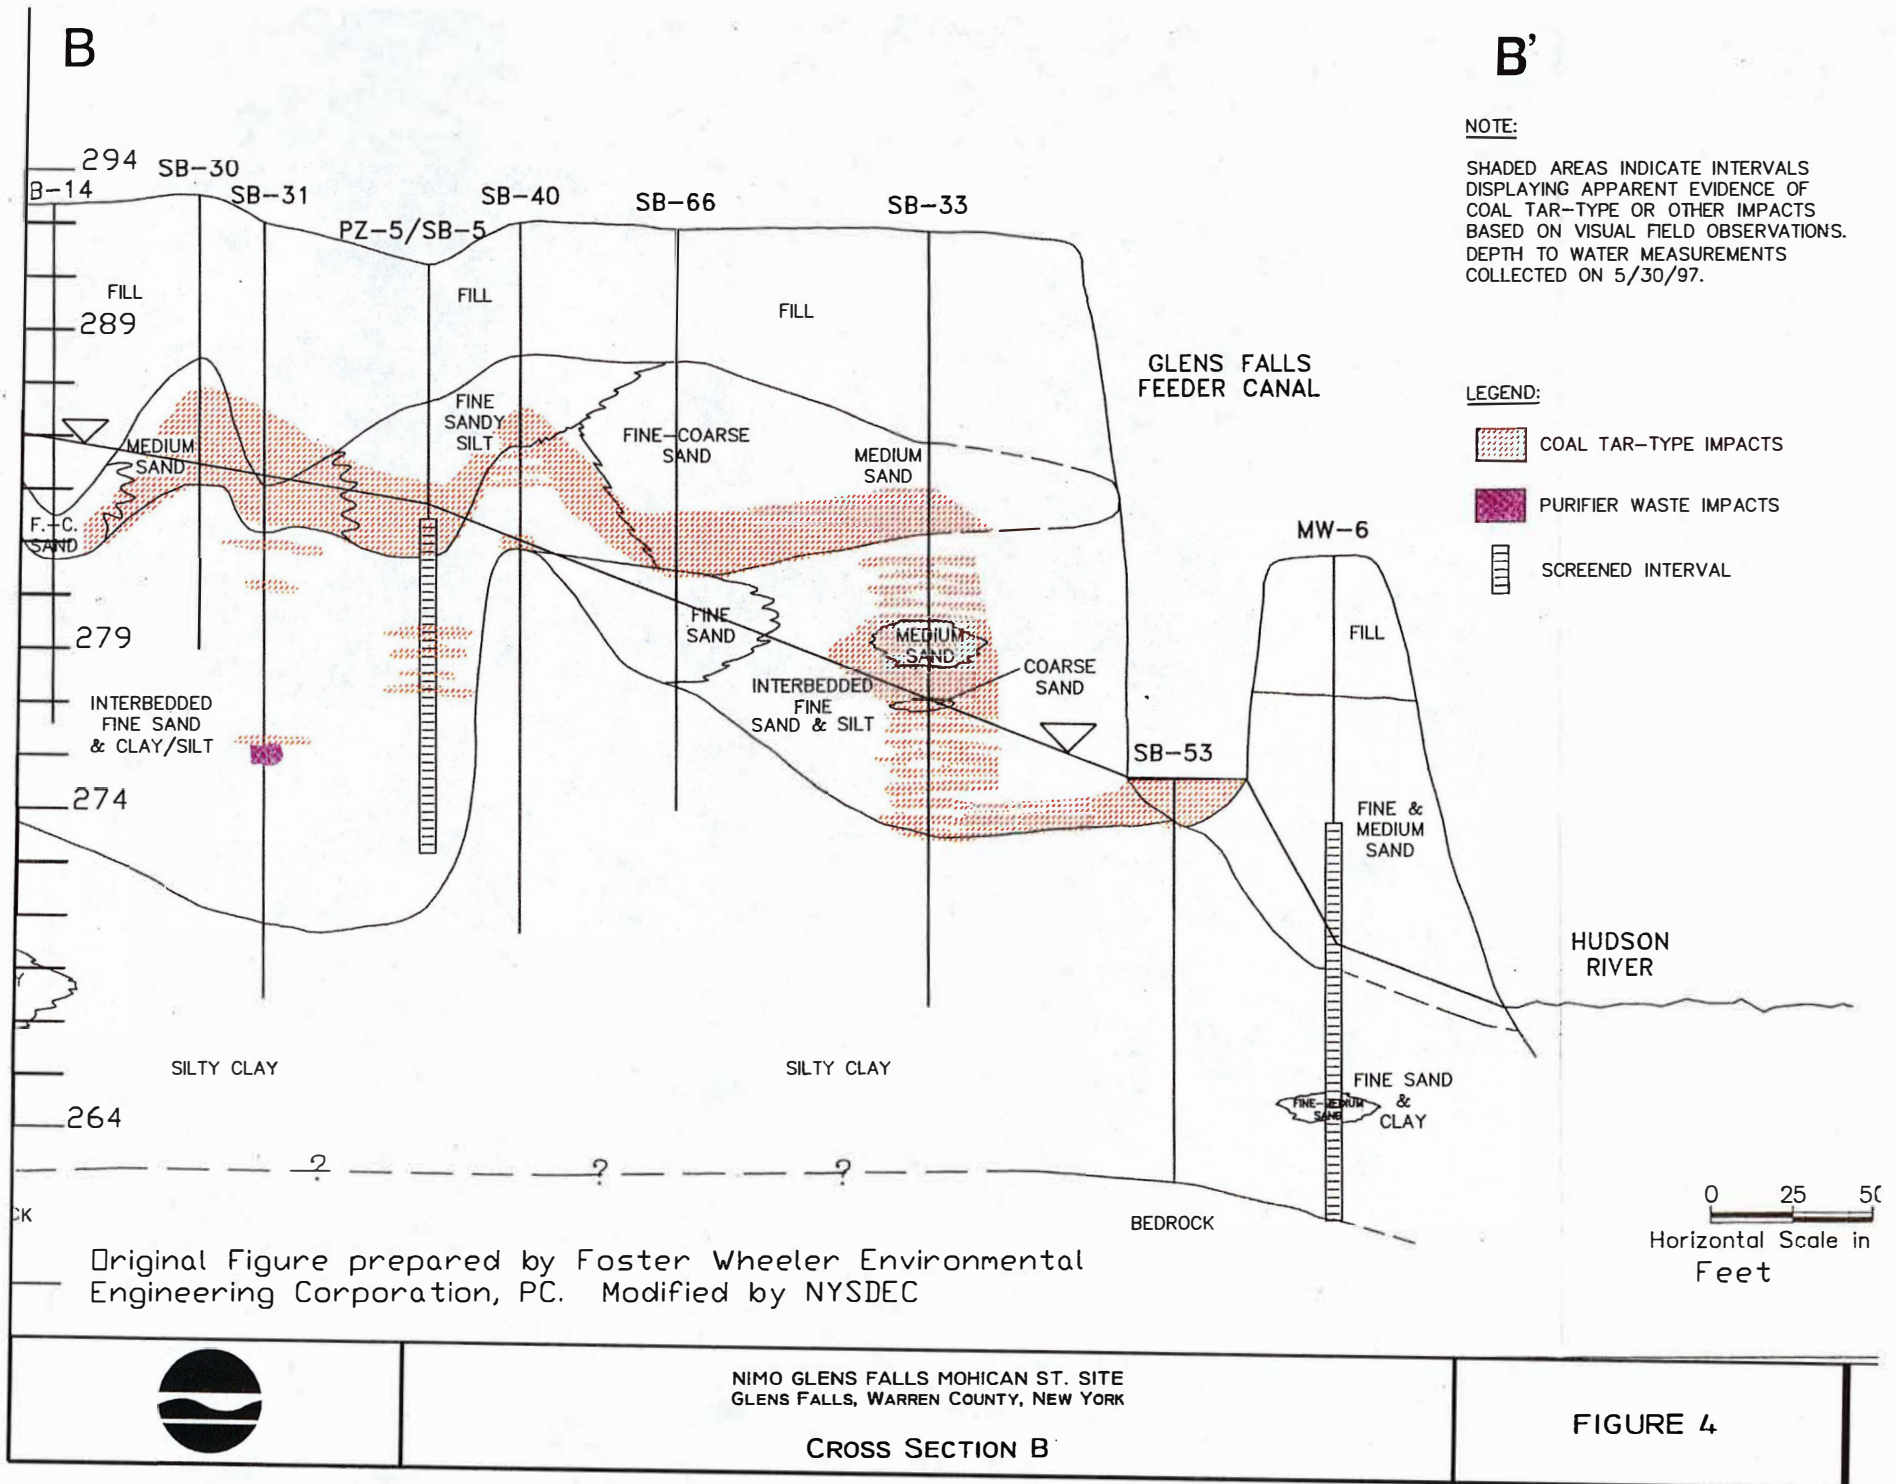 B
B'
NOTE:
SHADED AREAS INDICATE INTERVALS
DISPLAYING APPARENT EVIDENCE OF
COAL TAR-TYPE OR OTHER IMPACTS
BASED ON VISUAL FIELD OBSERVATIONS.
DEPTH TO WATER MEASUREMENTS
COLLECTED ON 5/30/97.
294
SB-30
B-14
SB-31
PZ-5/SB-5
SB-40
SB-66
SB-33
FILL
FILL
FILL
289
GLENS FALLS
FEEDER CANAL
LEGEND:
COAL TAR-TYPE IMPACTS
PURIFIER WASTE IMPACTS
SCREENED INTERVAL
MEDIUM
SAND
FINE
SANDY
SILT
FINE-COARSE
SAND
MEDIUM
SAND
F.-C.
SAND
MW-6
FILL
279
FINE
SAND
MEDIUM
SAND
COARSE
SAND
INTERBEDDED
FINE SAND
& CLAY/SILT
INTERBEDDED
FINE
SAND & SILT
SB-53
274
FINE &
MEDIUM
SAND
HUDSON
RIVER
Y
SILTY CLAY
SILTY CLAY
FINE SAND
&
CLAY
FINE-MEDIUM
SAND
264
?
?
?
CK
BEDROCK
0 25 50
Horizontal Scale in
Feet
Original Figure prepared by Foster Wheeler Environmental
Engineering Corporation, PC. Modified by NYSDEC
NIMO GLENS FALLS MOHICAN ST. SITE
GLENS FALLS, WARREN COUNTY, NEW YORK
CROSS SECTION B
FIGURE 4